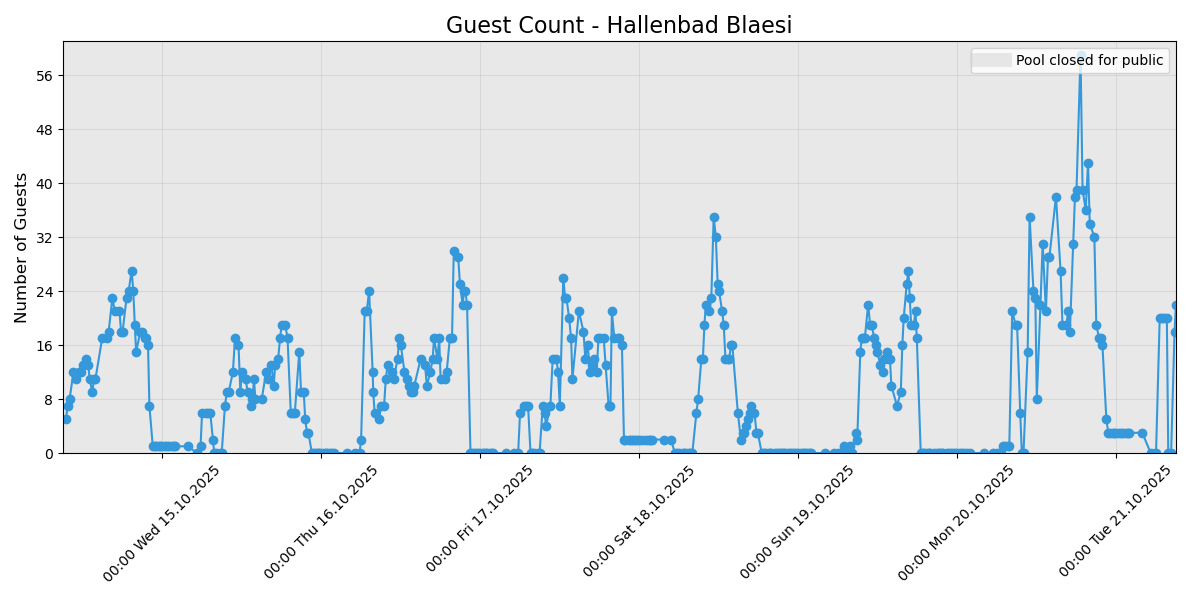 Guest Count - Hallenbad Blaesi
Pool closed for public
Number of Guests
56
48
40
32
24
16
8
0
00:00 Wed 15.10.2025
00:00 Thu 16.10.2025
00:00 Fri 17.10.2025
00:00 Sat 18.10.2025
00:00 Sun 19.10.2025
00:00 Mon 20.10.2025
00:00 Tue 21.10.2025